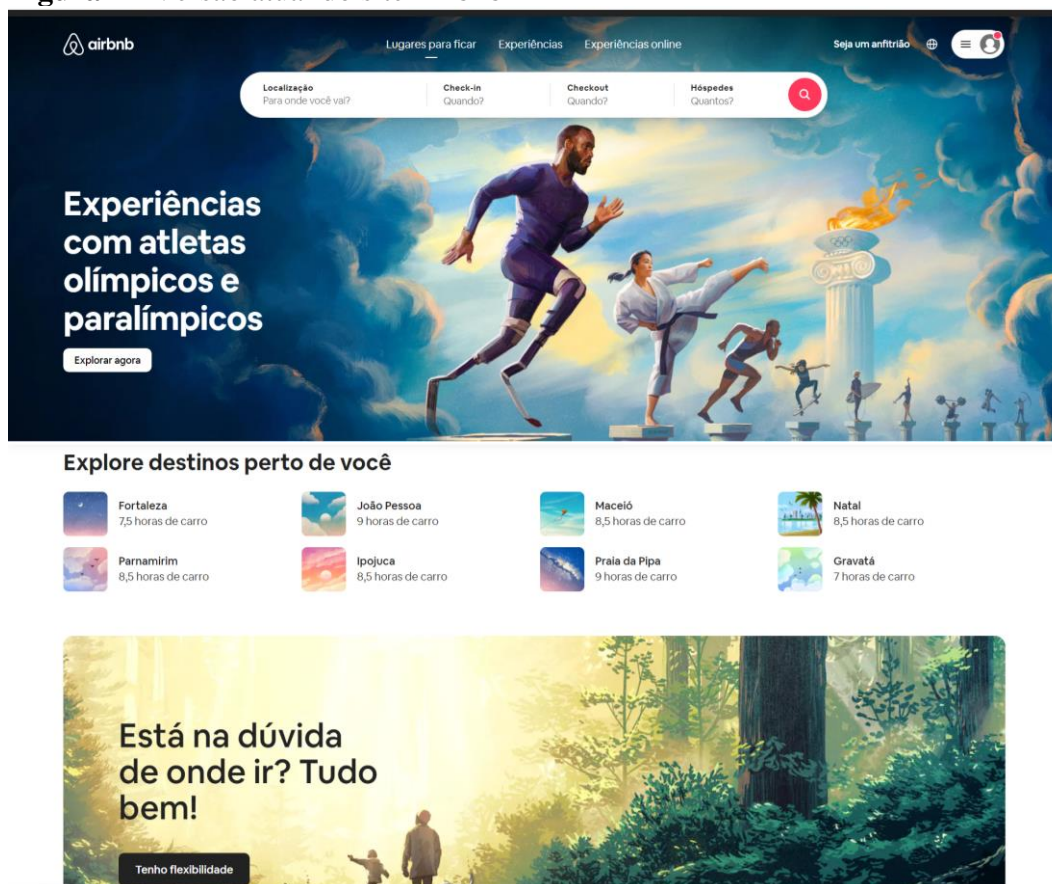 airbnb
Lugares para ficar Experiências Experiências online
Seja um anfitrião
Localização Check-in Checkout Hóspedes
Para onde você vai? Quando? Quando? Quantos?
Experiências
com atletas
olímpicos e
paralímpicos
Explorar agora
Explore destinos perto de você
Fortaleza João Pessoa Maceió Natal
7,5 horas de carro 9 horas de carro 8,5 horas de carro 8,5 horas de carro
Parnamirim Ipojuca Praia da Pipa Gravatá
8,5 horas de carro 8,5 horas de carro 9 horas de carro 7 horas de carro
Está na dúvida
de onde ir? Tudo
bem!
Tenho flexibilidade